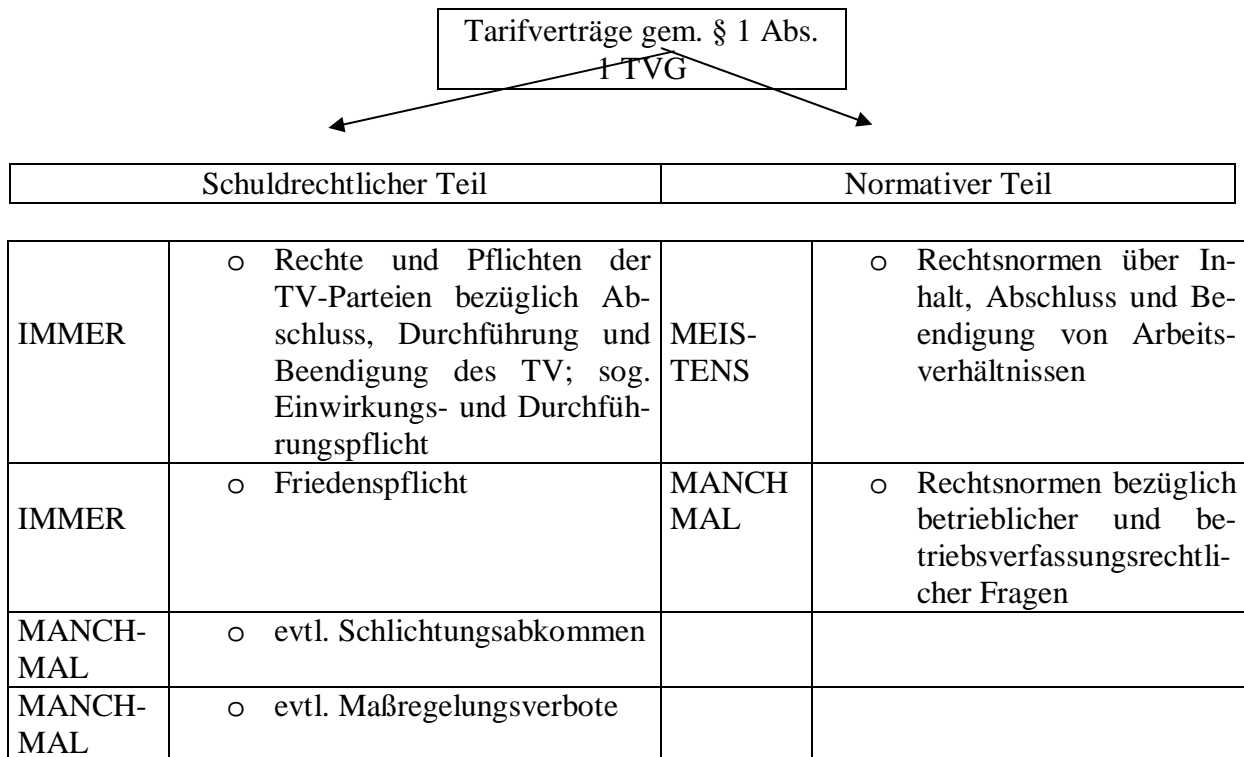 Tarifverträge gem. § 1 Abs.
1 TVG
Schuldrechtlicher Teil
Normativer Teil
IMMER
o Rechte und Pflichten der
TV-Parteien bezüglich Ab-
schluss, Durchführung und
Beendigung des TV; sog.
Einwirkungs- und Durchfüh-
rungspflicht
MEIS-
TENS
o Rechtsnormen über In-
halt, Abschluss und Be-
endigung von Arbeits-
verhältnissen
IMMER
o Friedenspflicht
MANCH
MAL
o Rechtsnormen bezüglich
betrieblicher und be-
triebsverfassungsrechtli-
cher Fragen
MANCH-
MAL
o evtl. Schlichtungsabkommen
MANCH-
MAL
o evtl. Maßregelungsverbote